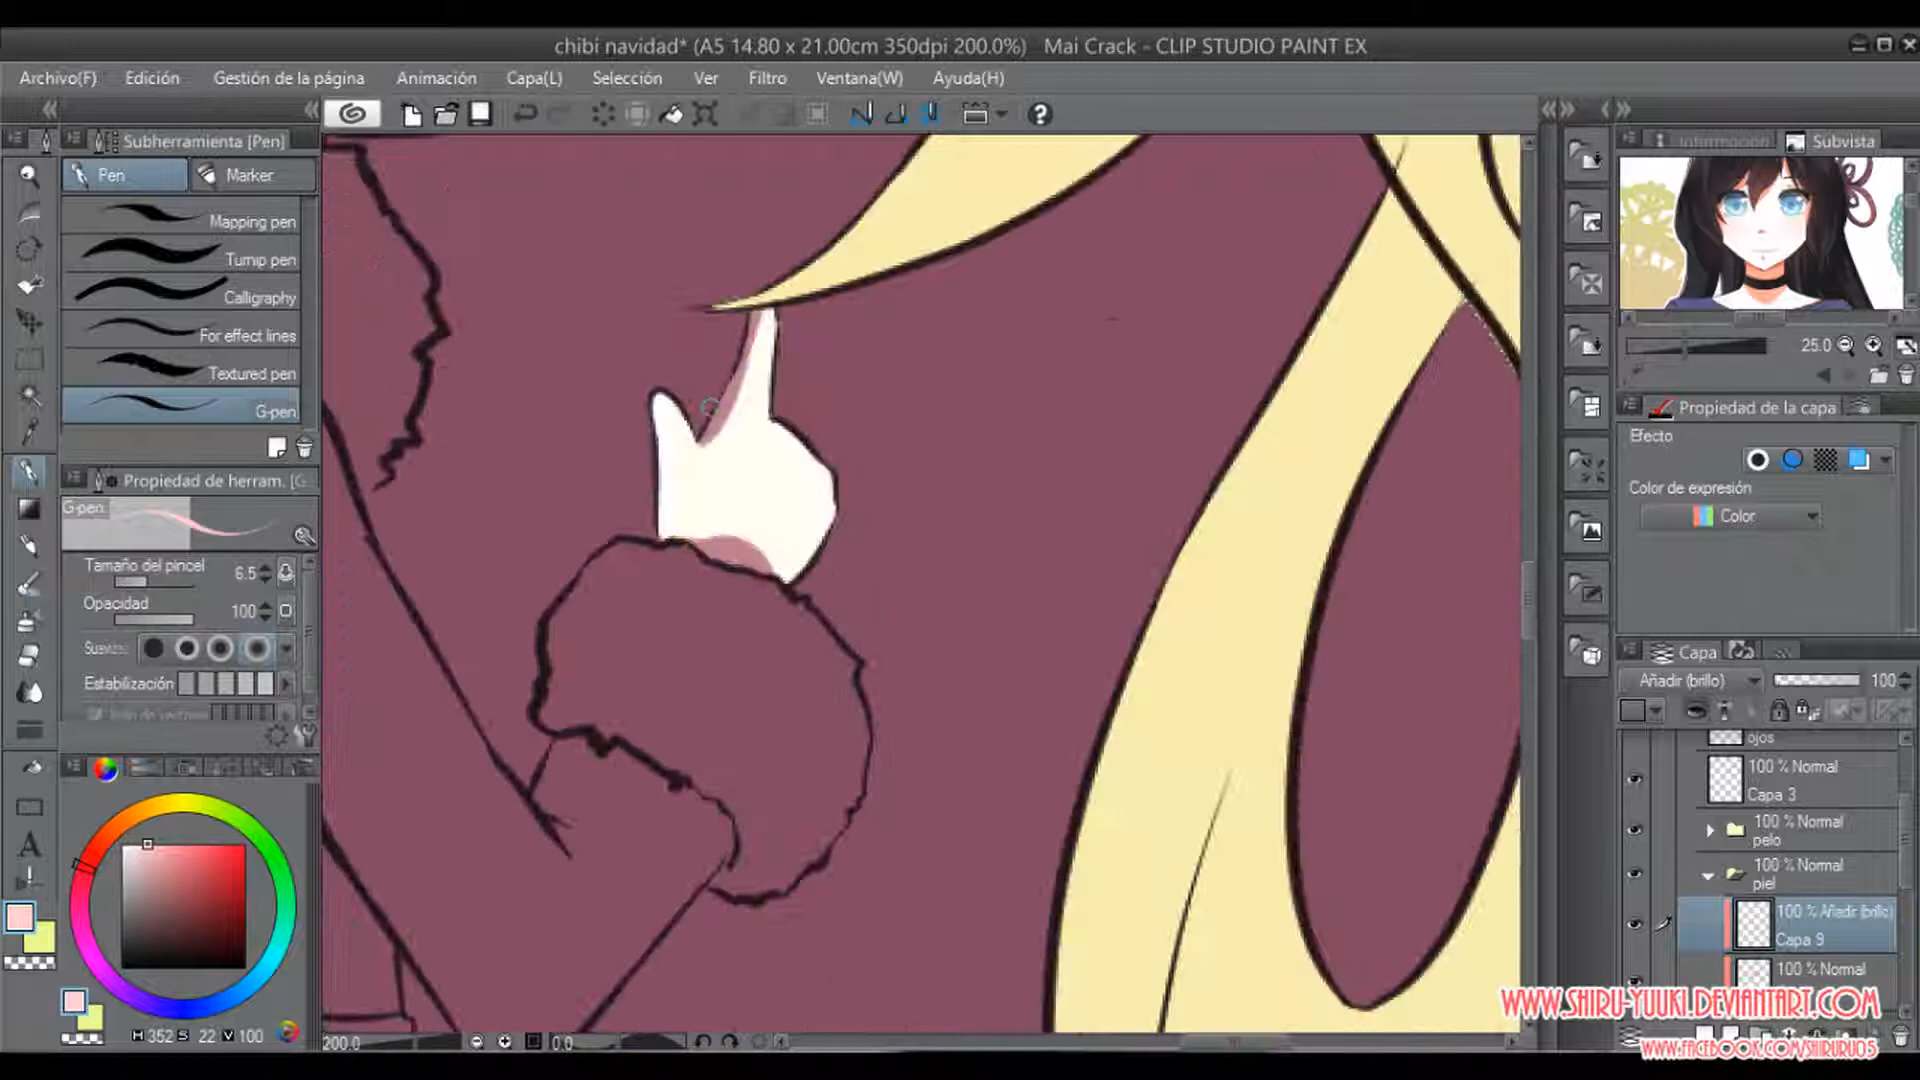 chibi navidad* (A5 14.80 x 21.00cm 350dpi 200.0%) Mai Crack - CLIP STUDIO PAINT EX
Archivo(F) Edición Gestión de la página Animación Capa(L) Selección Ver Filtro Ventana(W) Ayuda(H)
Subherramienta [Pen]
Pen Marker
Mapping pen
Turnip pen
Calligraphy
For effect lines
Textured pen
G-pen
Propiedad de herram. [G
G-pen
Tamaño del pincel 6.5
Opacidad 100
Estabilización
H 352 S 22 V 100
200.0 0.0
Información Subvista
25.0
Propiedad de la capa
Efecto
Color de expresión
Color
Capa
Añadir (brillo) 100
ojos
100 % Normal
Capa 3
100 % Normal
pelo
100 % Normal
piel
100 % Añadir (brillo)
Capa 9
100 % Normal
WWW.SHIRU-YUUKI.DEVIANTART.COM
WWW.FACEBOOK.COM/SHIRURU05